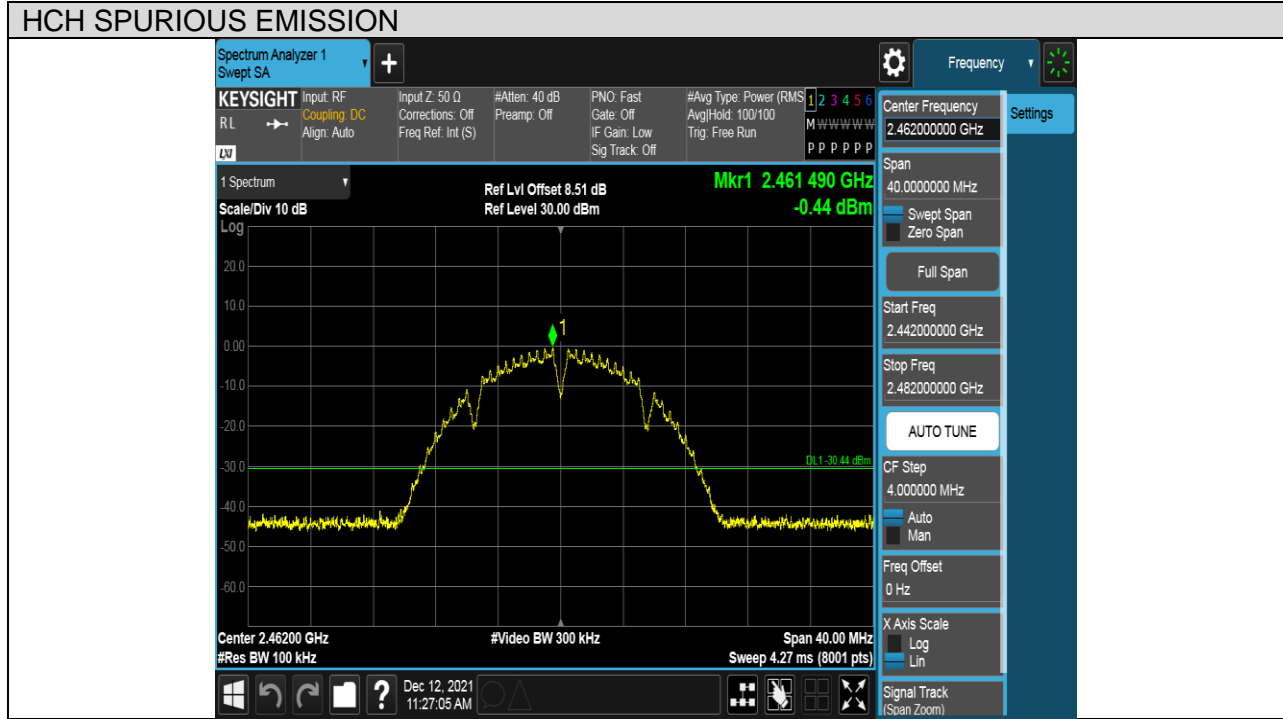 HCH SPURIOUS EMISSION
Spectrum Analyzer 1
Swept SA
Frequency
KEYSIGHT
RL
LXI
Input: RF
Coupling: DC
Align: Auto
Input Z: 50 Ω
Corrections: Off
Freq Ref: Int (S)
#Atten: 40 dB
Preamp: Off
PNO: Fast
Gate: Off
IF Gain: Low
Sig Track: Off
#Avg Type: Power (RMS
Avg|Hold: 100/100
Trig: Free Run
1 2 3 4 5 6
M W W W W W
P P P P P P
1 Spectrum
Scale/Div 10 dB
Ref Lvl Offset 8.51 dB
Ref Level 30.00 dBm
Mkr1 2.461 490 GHz
-0.44 dBm
Log
20.0
10.0
0.00
-10.0
-20.0
-30.0
-40.0
-50.0
-60.0
1
DL1 -30.44 dBm
Center 2.46200 GHz
#Res BW 100 kHz
#Video BW 300 kHz
Span 40.00 MHz
Sweep 4.27 ms (8001 pts)
Dec 12, 2021
11:27:05 AM
Center Frequency
2.462000000 GHz
Span
40.0000000 MHz
Swept Span
Zero Span
Full Span
Start Freq
2.442000000 GHz
Stop Freq
2.482000000 GHz
AUTO TUNE
CF Step
4.000000 MHz
Auto
Man
Freq Offset
0 Hz
X Axis Scale
Log
Lin
Signal Track
(Span Zoom)
Settings